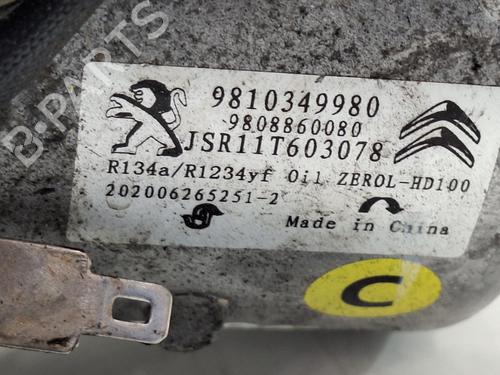 9810349980
9808860080
JSR11T603078
R134a/R1234yf Oil ZEROL-HD100
202006265251-2
Made in China
C
B-PARTS